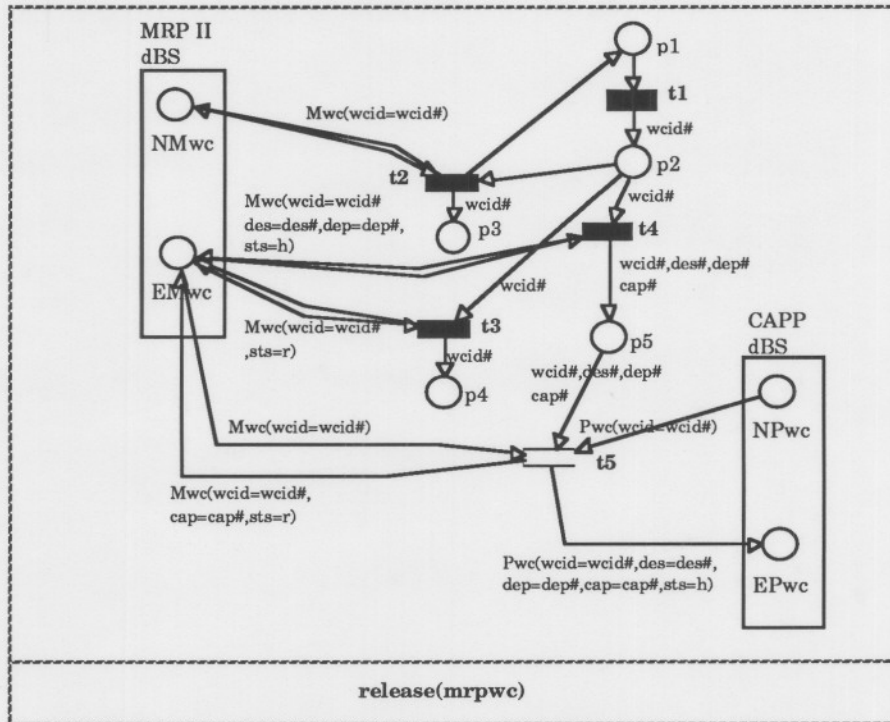 MRP II
dBS
p1
t1
Mwc(wcid=wcid#)
wcid#
NMwc
p2
t2
wcid#
Mwc(wcid=wcid#
des=des#,dep=dep#,
sts=h)
wcid#
p3
t4
wcid#,des#,dep#
cap#
wcid#
EMwc
CAPP
dBS
Mwc(wcid=wcid#
,sts=r)
t3
p5
wcid#
wcid#,des#,dep#
cap#
p4
Mwc(wcid=wcid#)
Pwc(wcid=wcid#)
NPwc
t5
Mwc(wcid=wcid#,
cap=cap#,sts=r)
Pwc(wcid=wcid#,des=des#,
dep=dep#,cap=cap#,sts=h)
EPwc
release(mrpwc)